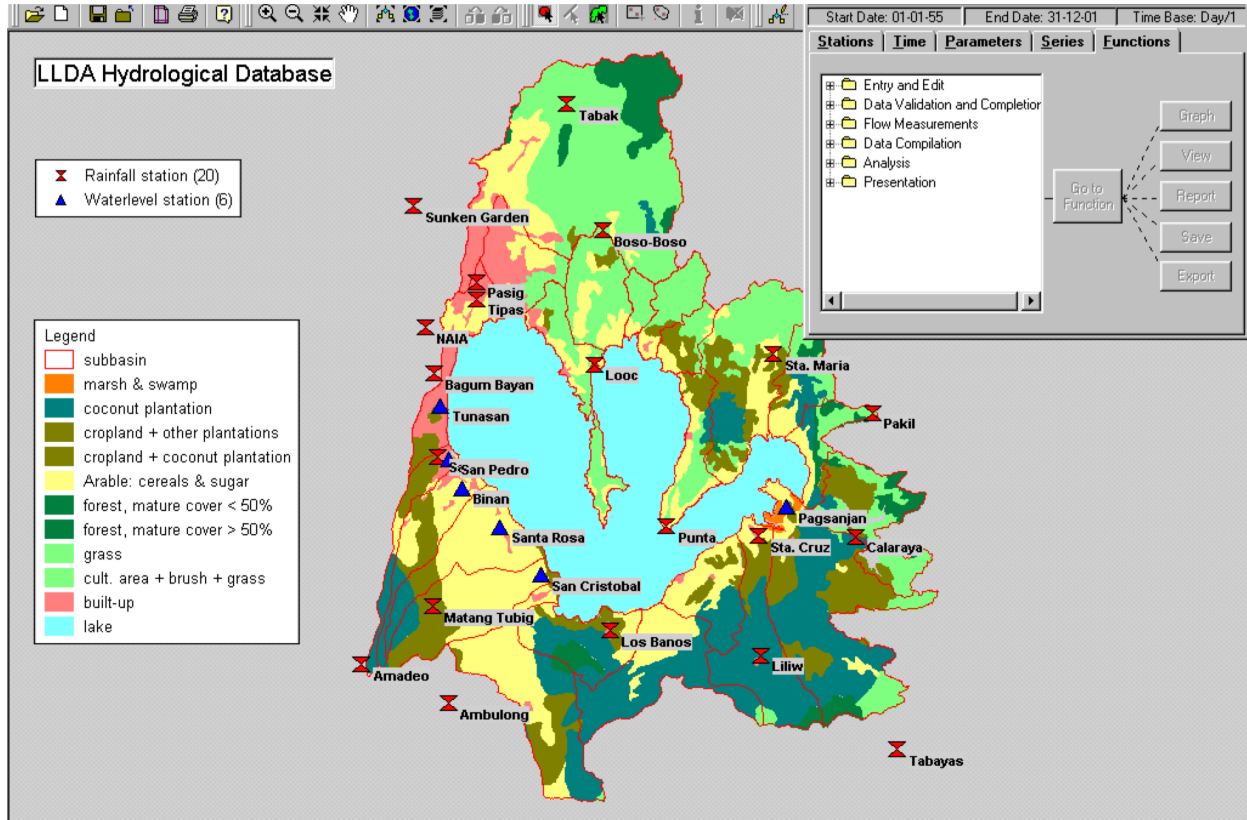 Start Date: 01-01-55 End Date: 31-12-01 Time Base: Day/1
Stations Time Parameters Series Functions
LLDA Hydrological Database
Entry and Edit
Data Validation and Completior
Flow Measurements
Data Compilation
Analysis
Presentation
Go to
Function
Graph
View
Report
Save
Export
Rainfall station (20)
Waterlevel station (6)
Tabak
Sunken Garden
Boso-Boso
Pasig
Tipas
NAIA
Looc
Sta. Maria
Bagum Bayan
Tunasan
Pakil
San Pedro
Binan
Santa Rosa
Punta
Pagsanjan
Sta. Cruz
Calaraya
San Cristobal
Matang Tubig
Los Banos
Liliw
Amadeo
Ambulong
Tabayas
Legend
subbasin
marsh & swamp
coconut plantation
cropland + other plantations
cropland + coconut plantation
Arable: cereals & sugar
forest, mature cover < 50%
forest, mature cover > 50%
grass
cult. area + brush + grass
built-up
lake